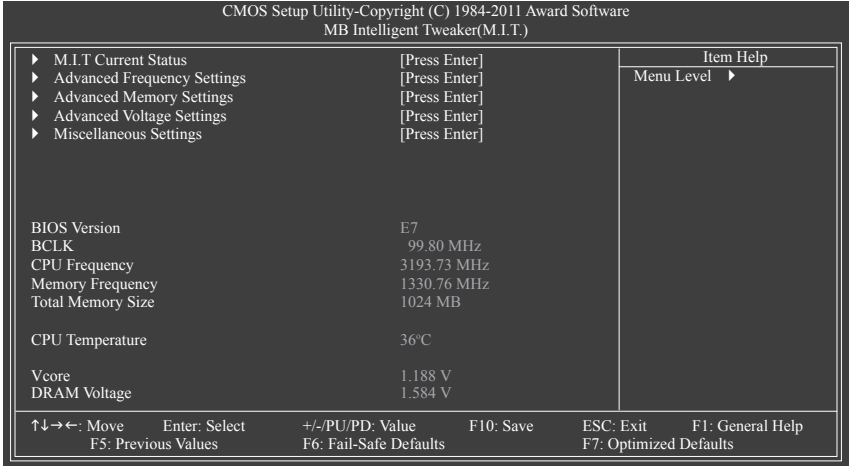 CMOS Setup Utility-Copyright (C) 1984-2011 Award Software
MB Intelligent Tweaker(M.I.T.)
M.I.T Current Status [Press Enter]
Advanced Frequency Settings [Press Enter]
Advanced Memory Settings [Press Enter]
Advanced Voltage Settings [Press Enter]
Miscellaneous Settings [Press Enter]
Item Help
Menu Level
BIOS Version E7
BCLK 99.80 MHz
CPU Frequency 3193.73 MHz
Memory Frequency 1330.76 MHz
Total Memory Size 1024 MB
CPU Temperature 36°C
Vcore 1.188 V
DRAM Voltage 1.584 V
↑↓→←: Move Enter: Select +/-/PU/PD: Value F10: Save ESC: Exit F1: General Help
F5: Previous Values F6: Fail-Safe Defaults F7: Optimized Defaults